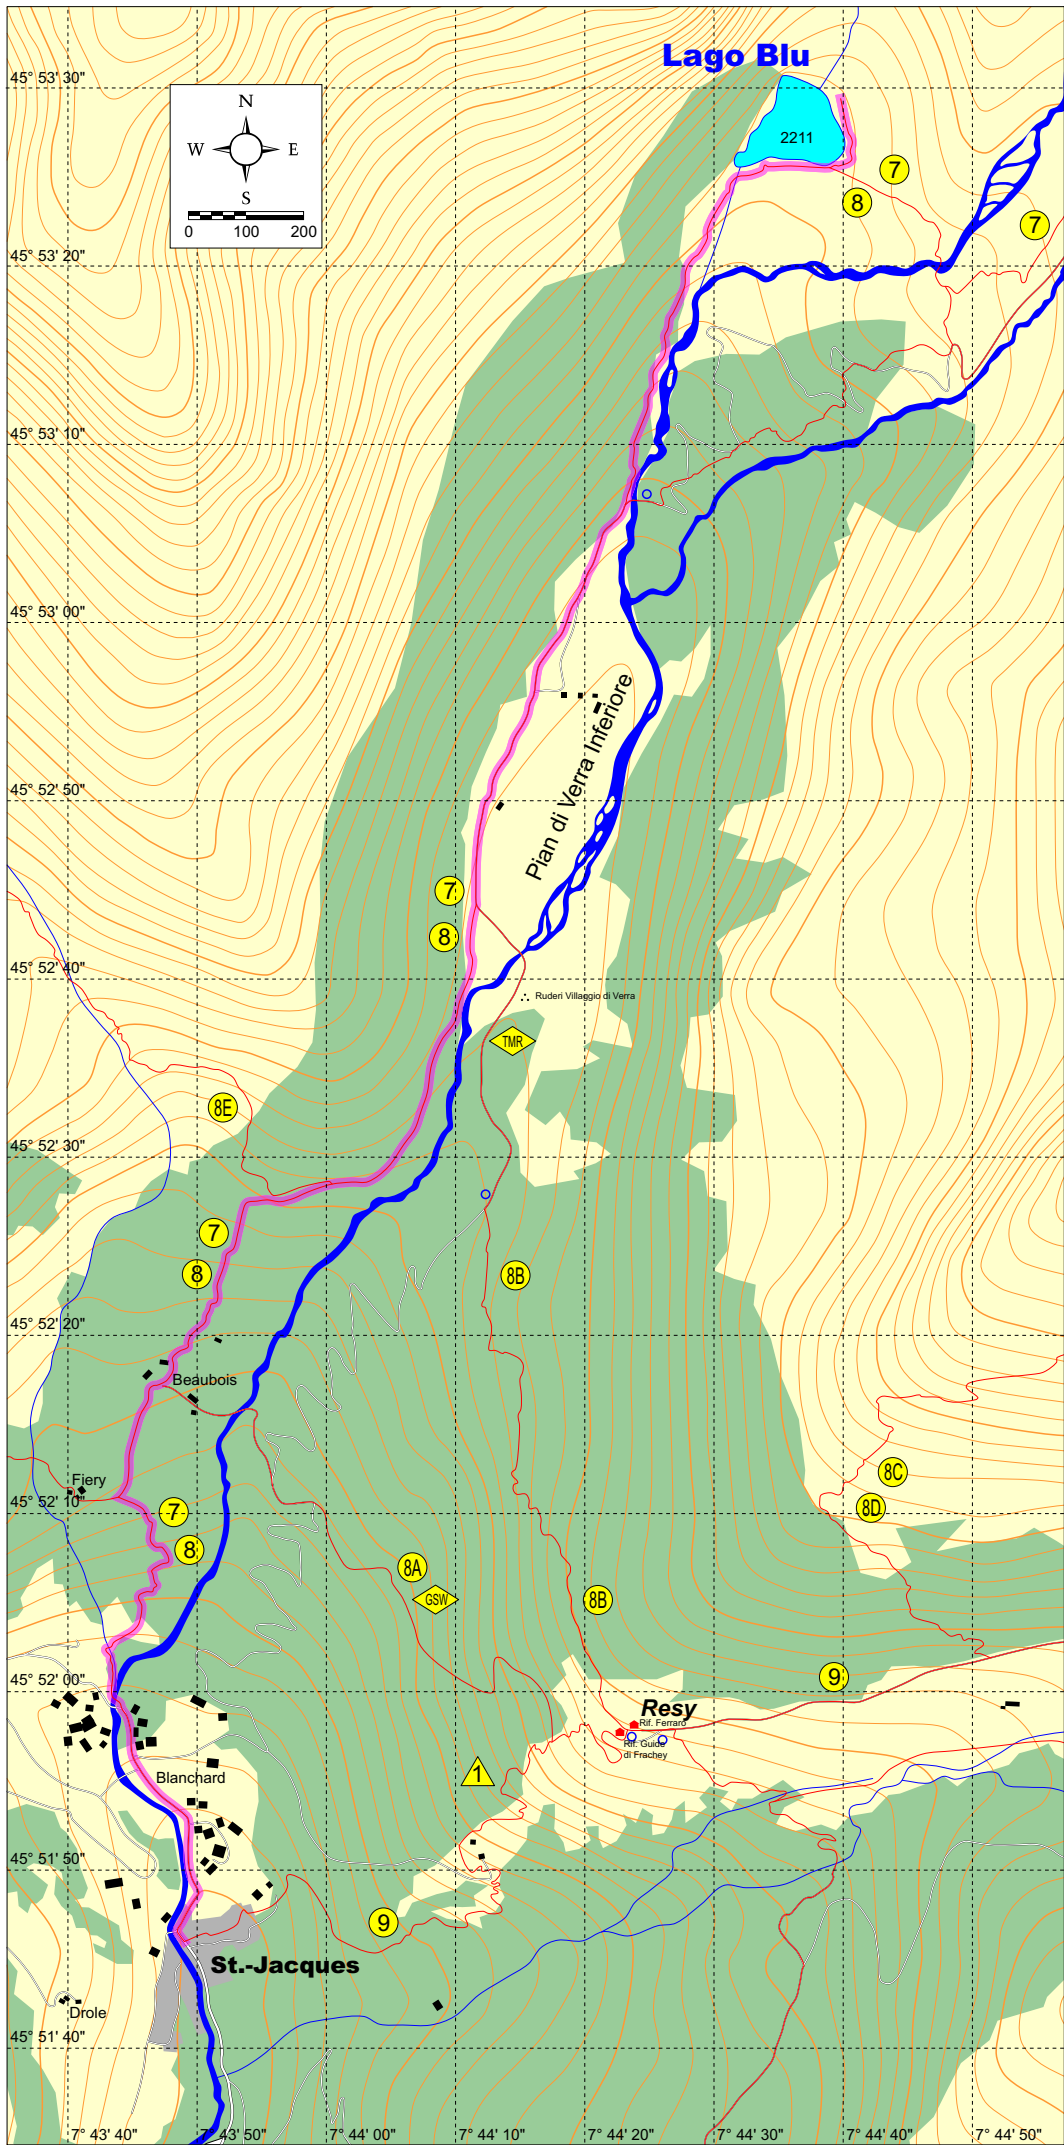 Lago Blu
45° 53' 30"
N
W E
S
0 100 200
2211
7
8
7
45° 53' 20"
45° 53' 10"
45° 53' 00"
Pian di Verra Inferiore
45° 52' 50"
7
8
45° 52' 40"
Ruderi Villaggio di Verra
TMR
8E
45° 52' 30"
7
8
8B
45° 52' 20"
Beaubois
Fiery
8C
8D
45° 52' 10"
7
8
8A
GSW
8B
9
45° 52' 00"
Resy
Rif. Ferraro
Rif. Guide
di Frachey
1
Blanchard
45° 51' 50"
9
St.-Jacques
Drole
45° 51' 40"
7° 43' 40" 7° 43' 50" 7° 44' 00" 7° 44' 10" 7° 44' 20" 7° 44' 30" 7° 44' 40" 7° 44' 50"